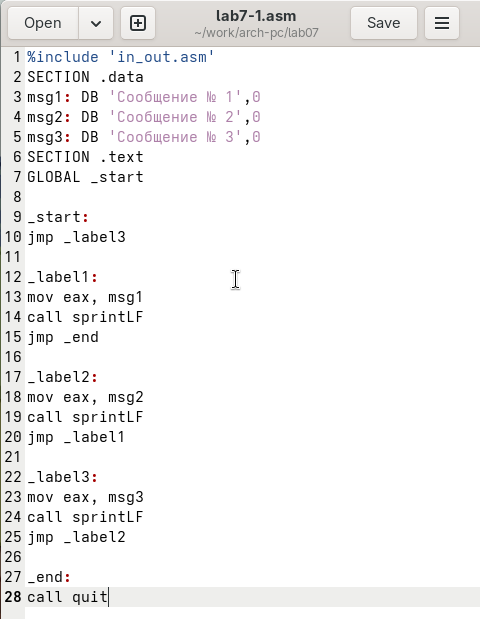 Open
lab7-1.asm
~/work/arch-pc/lab07
Save
1 %include 'in_out.asm'
2 SECTION .data
3 msg1: DB 'Сообщение № 1',0
4 msg2: DB 'Сообщение № 2',0
5 msg3: DB 'Сообщение № 3',0
6 SECTION .text
7 GLOBAL _start
8
9 _start:
10 jmp _label3
11
12 _label1:
13 mov eax, msg1
14 call sprintLF
15 jmp _end
16
17 _label2:
18 mov eax, msg2
19 call sprintLF
20 jmp _label1
21
22 _label3:
23 mov eax, msg3
24 call sprintLF
25 jmp _label2
26
27 _end:
28 call quit